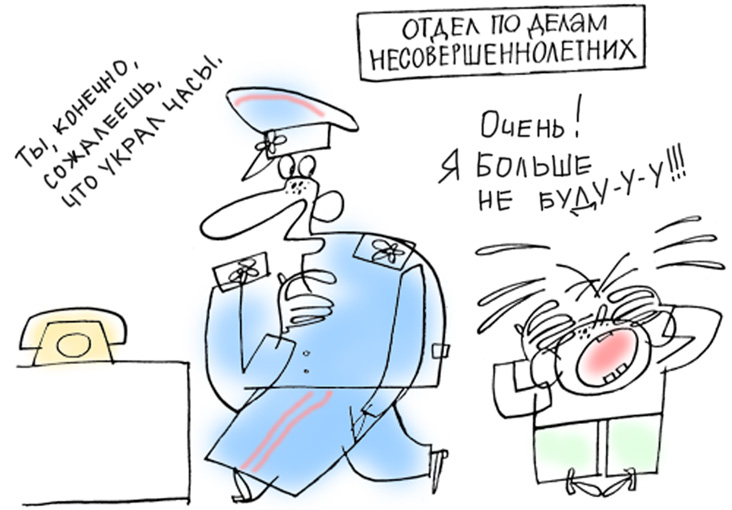 ОТДЕЛ ПО ДЕЛАМ
НЕСОВЕРШЕННОЛЕТНИХ
Ты, конечно,
сожалеешь,
что украл часы.
Очень!
Я больше
не буду-у-у!!!